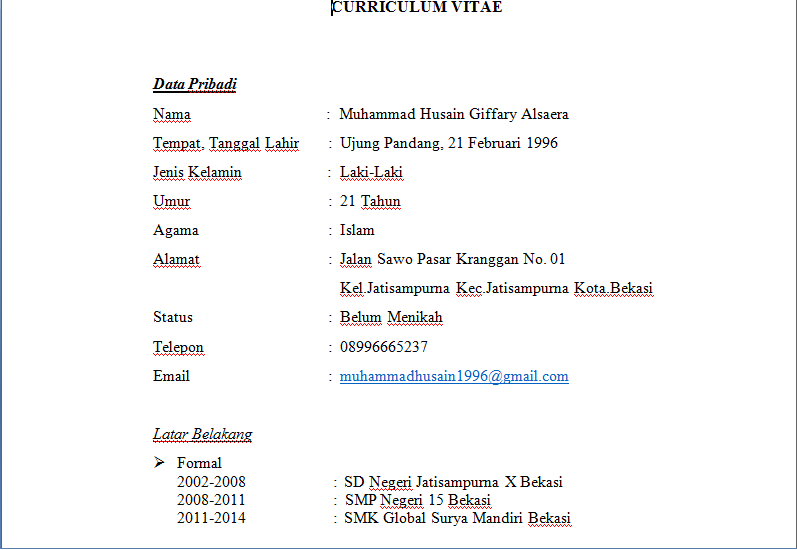 CURRICULUM VITAE
Data Pribadi
Nama : Muhammad Husain Giffary Alsaera
Tempat, Tanggal Lahir : Ujung Pandang, 21 Februari 1996
Jenis Kelamin : Laki-Laki
Umur : 21 Tahun
Agama : Islam
Alamat : Jalan Sawo Pasar Kranggan No. 01
Kel.Jatisampurna Kec.Jatisampurna Kota.Bekasi
Status : Belum Menikah
Telepon : 08996665237
Email : muhammadhusain1996@gmail.com
Latar Belakang
➢ Formal
2002-2008 : SD Negeri Jatisampurna X Bekasi
2008-2011 : SMP Negeri 15 Bekasi
2011-2014 : SMK Global Surya Mandiri Bekasi